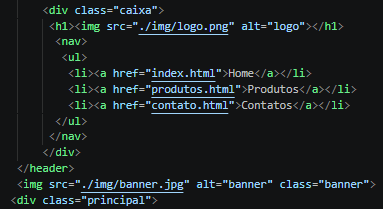 <div class="caixa">
<h1><img src="./img/logo.png" alt="logo"></h1>
<nav>
<ul>
<li><a href="index.html">Home</a></li>
<li><a href="produtos.html">Produtos</a></li>
<li><a href="contato.html">Contatos</a></li>
</ul>
</nav>
</div>
</header>
<img src="./img/banner.jpg" alt="banner" class="banner">
<div class="principal">